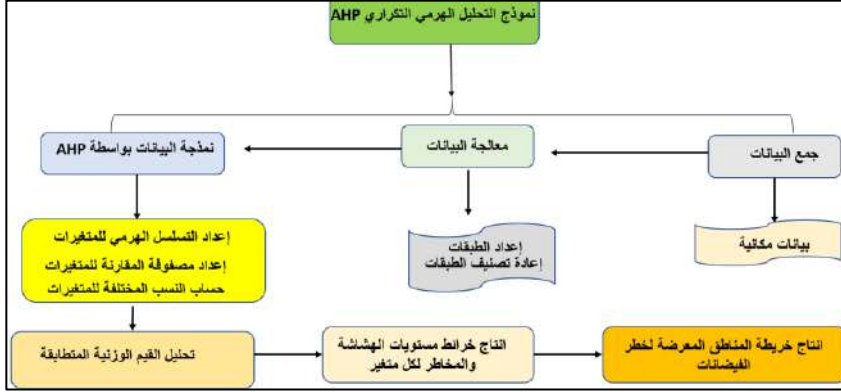 نموذج التحليل الهرمي التكراري AHP
جمع البيانات
معالجة البيانات
نمذجة البيانات بواسطة AHP
بيانات مكانية
إعداد الطبقات
إعادة تصنيف الطبقات
إعداد التسلسل الهرمي للمتغيرات
إعداد مصفوفة المقارنة للمتغيرات
حساب النسب المختلفة للمتغيرات
تحليل القيم الوزنية المتطابقة
انتاج خرائط مستويات الهشاشة
والمخاطر لكل متغير
انتاج خريطة المناطق المعرضة لخطر
الفيضانات